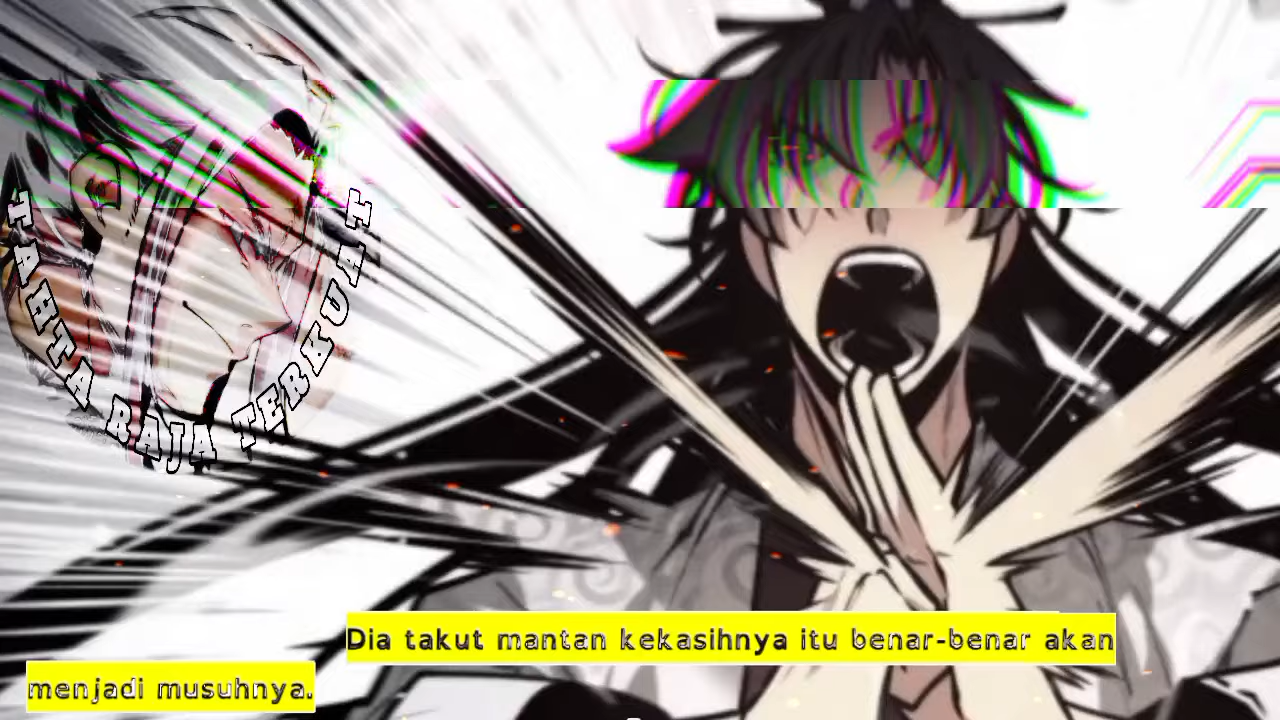 TAHTA RAJA TERKUAT
Dia takut mantan kekasihnya itu benar-benar akan
menjadi musuhnya.